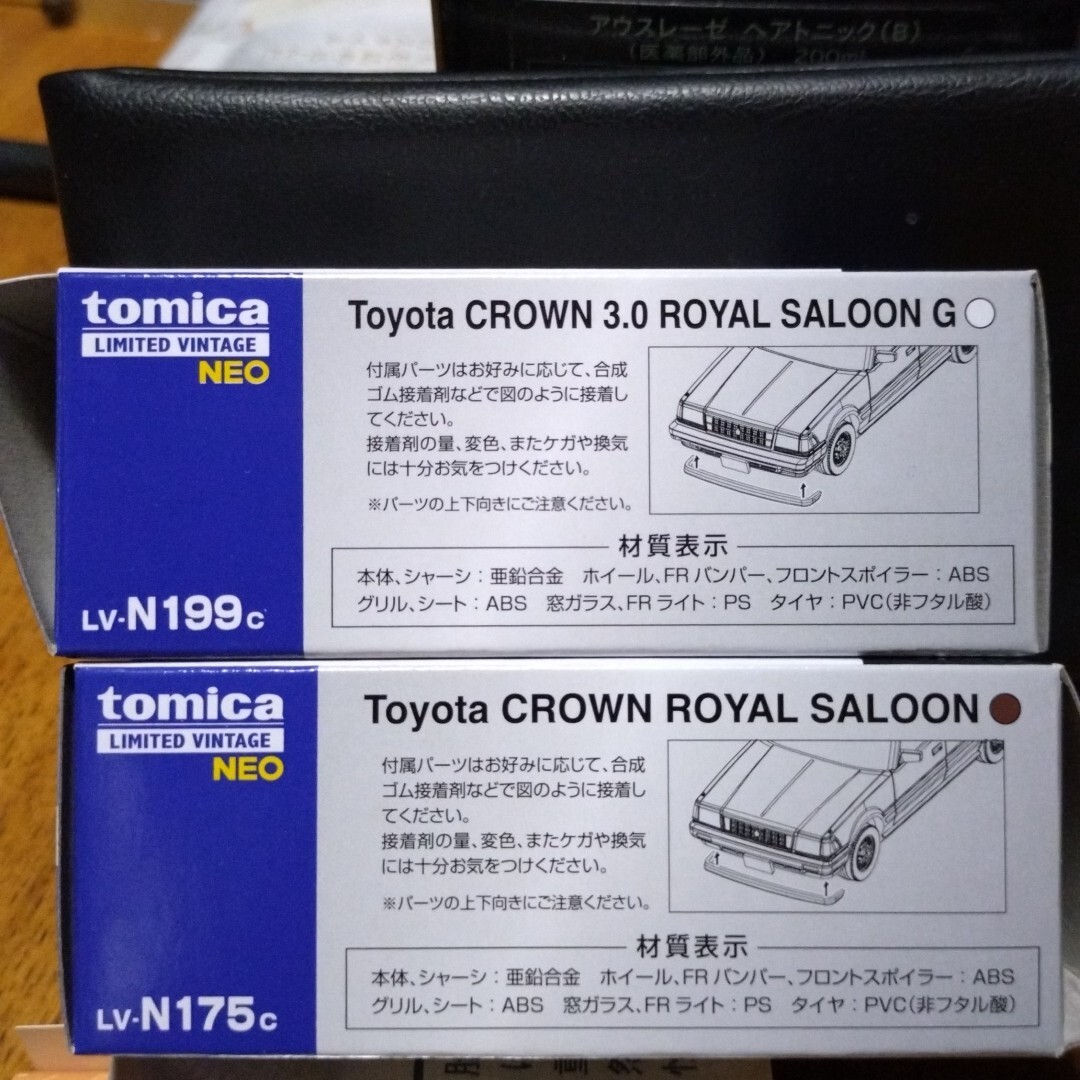 アウスレーゼ ヘアトニック(B)
(医薬部外品) 200ml
tomica
LIMITED VINTAGE
NEO
LV-N199c
Toyota CROWN 3.0 ROYAL SALOON G
付属パーツはお好みに応じて、合成
ゴム接着剤などで図のように接着し
てください。
接着剤の量、変色、またケガや換気
には十分お気をつけください。
※パーツの上下向きにご注意ください。
材質表示
本体、シャーシ：亜鉛合金 ホイール、FRバンパー、フロントスポイラー：ABS
グリル、シート：ABS 窓ガラス、FRライト：PS タイヤ：PVC(非フタル酸)
tomica
LIMITED VINTAGE
NEO
LV-N175c
Toyota CROWN ROYAL SALOON
付属パーツはお好みに応じて、合成
ゴム接着剤などで図のように接着し
てください。
接着剤の量、変色、またケガや換気
には十分お気をつけください。
※パーツの上下向きにご注意ください。
材質表示
本体、シャーシ：亜鉛合金 ホイール、FRバンパー、フロントスポイラー：ABS
グリル、シート：ABS 窓ガラス、FRライト：PS タイヤ：PVC(非フタル酸)